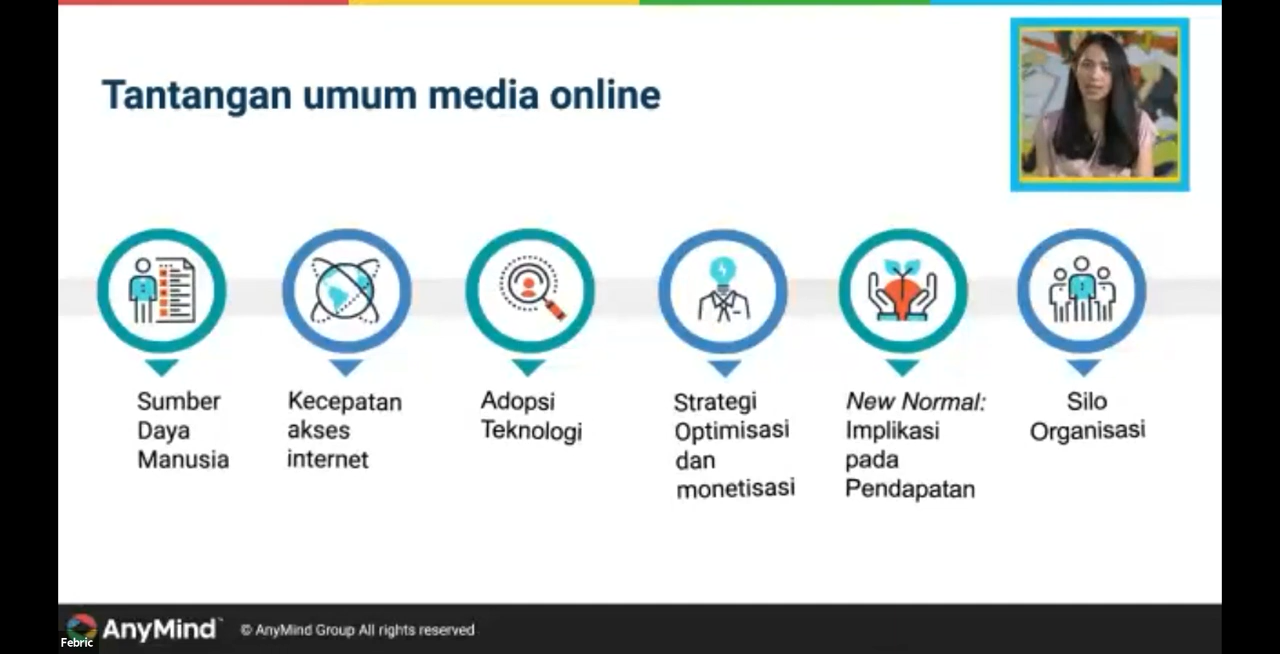 Tantangan umum media online
Sumber
Daya
Manusia
Kecepatan
akses
internet
Adopsi
Teknologi
Strategi
Optimisasi
dan
monetisasi
New Normal:
Implikasi
pada
Pendapatan
Silo
Organisasi
AnyMind™
© AnyMind Group All rights reserved
Febric